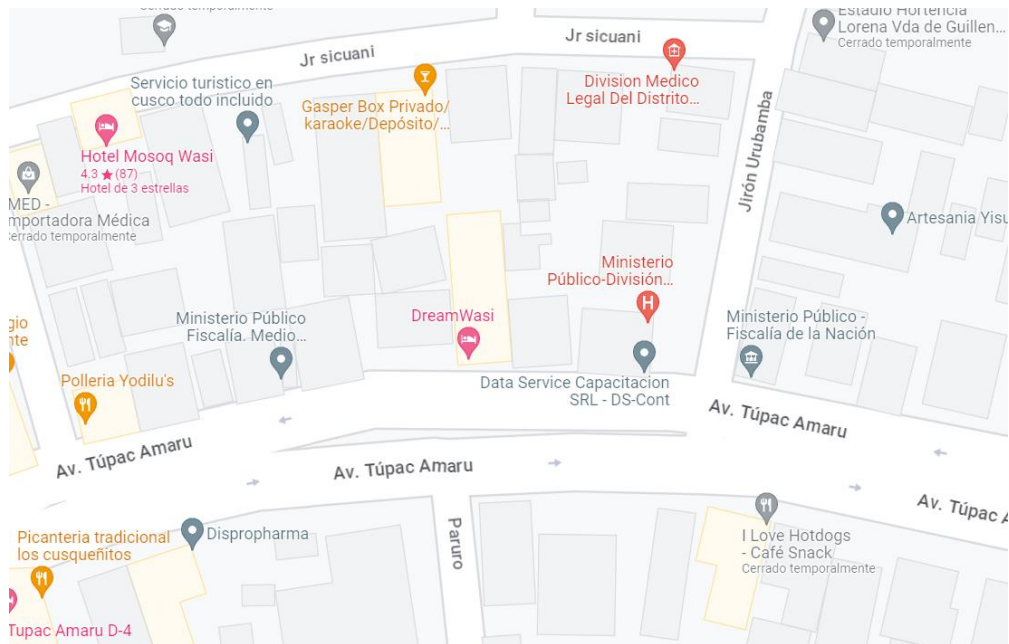 Cerrado temporalmente
Estadio Hortencia
Lorena Vda de Guillen...
Cerrado temporalmente
Jr sicuani
Jr sicuani
Servicio turistico en
cusco todo incluido
Gasper Box Privado/
karaoke/Depósito/...
Division Medico
Legal Del Distrito...
Jirón Urubamba
Hotel Mosoq Wasi
4.3 ★ (87)
Hotel de 3 estrellas
MED -
mportadora Médica
Cerrado temporalmente
Artesania Yisu
Ministerio
Público-División...
H
Ministerio Público
Fiscalía. Medio...
DreamWasi
Ministerio Público -
Fiscalía de la Nación
gio
nte
Polleria Yodilu's
Data Service Capacitacion
SRL - DS-Cont
Av. Túpac Amaru
Av. Túpac Amaru
Av. Túpac Amaru
Av. Túpac A
Paruro
Dispropharma
Picanteria tradicional
los cusqueñitos
I Love Hotdogs
- Café Snack
Cerrado temporalmente
Tupac Amaru D-4